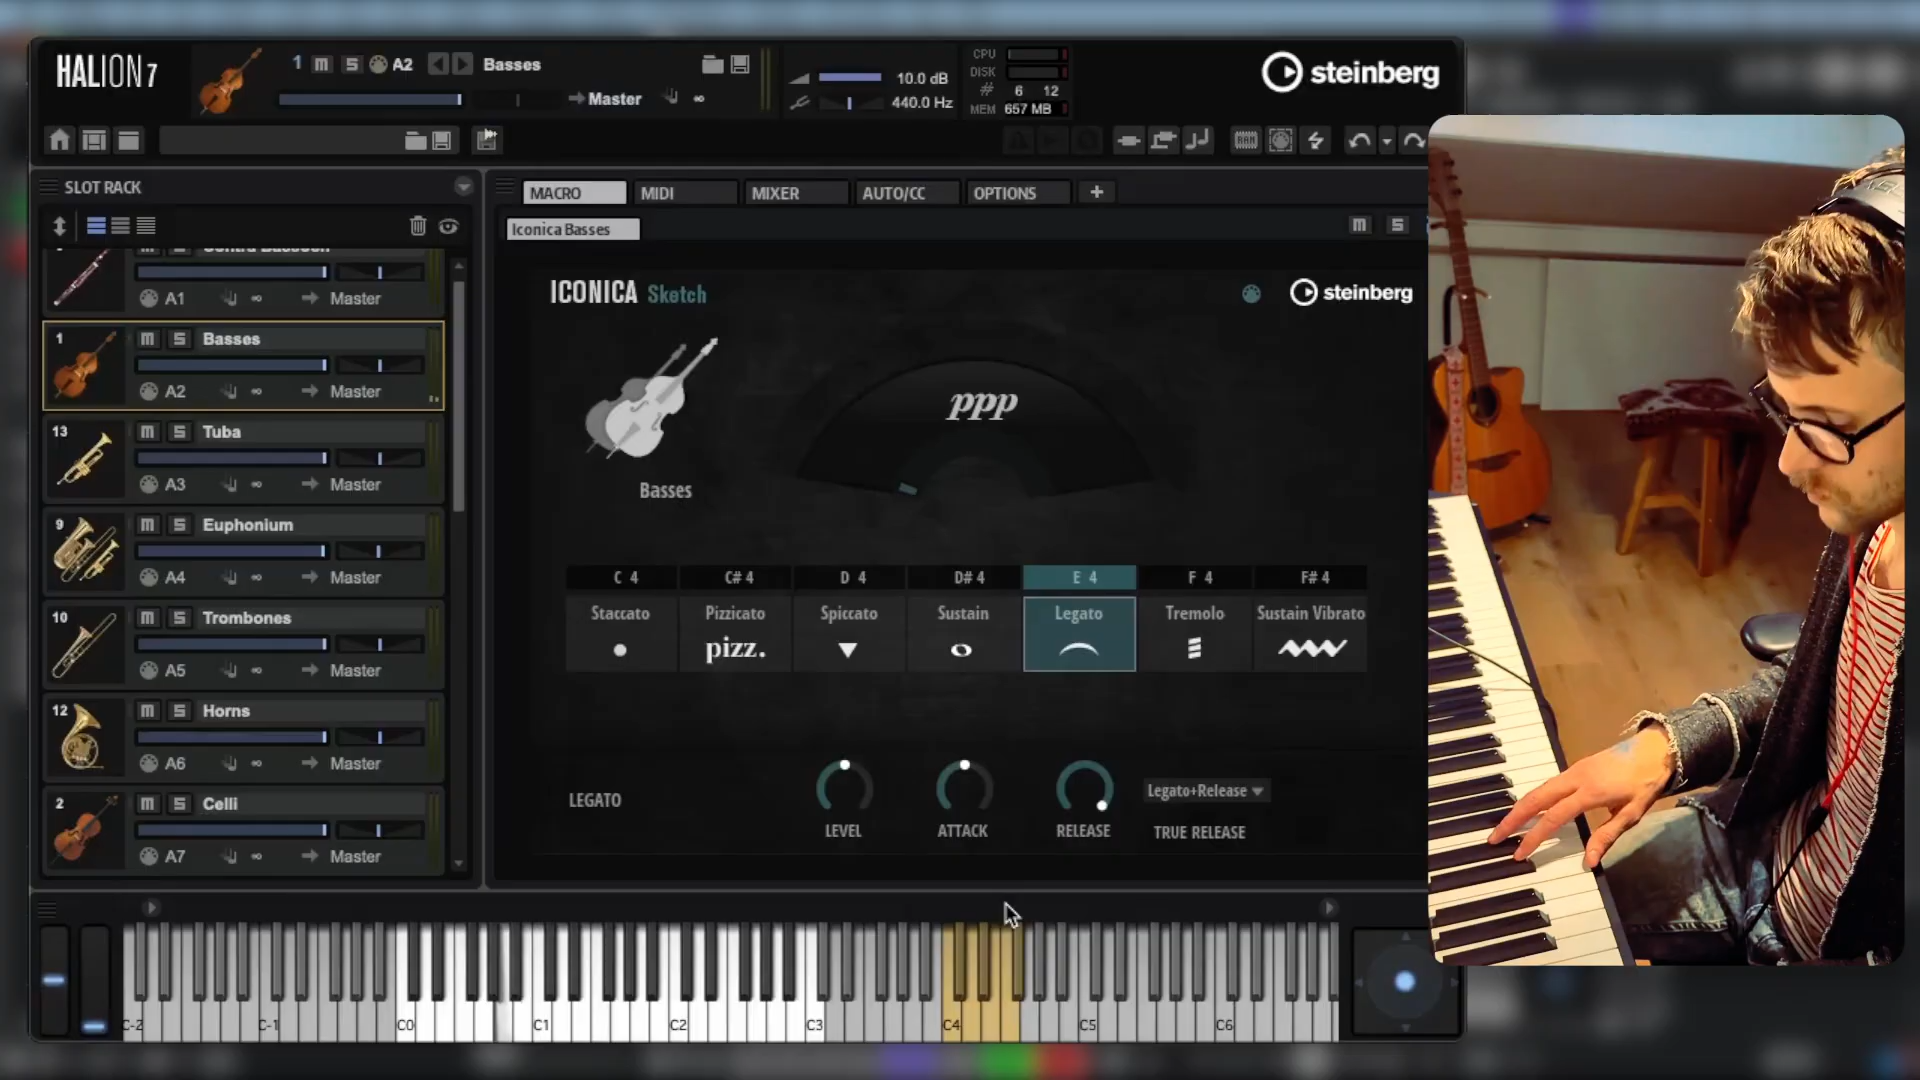 HALION 7
1 M S A2 Basses
Master ∞
10.0 dB
440.0 Hz
CPU
DISK
# 6 12
MEM 657 MB
steinberg
RAM
SLOT RACK
MACRO MIDI MIXER AUTO/CC OPTIONS +
Iconica Basses M S
Contra Bassoon
A1 ∞ Master
1 M S Basses
A2 ∞ Master
13 M S Tuba
A3 ∞ Master
9 M S Euphonium
A4 ∞ Master
10 M S Trombones
A5 ∞ Master
12 M S Horns
A6 ∞ Master
2 M S Celli
A7 ∞ Master
ICONICA Sketch
steinberg
ppp
Basses
C 4 C# 4 D 4 D# 4 E 4 F 4 F# 4
Staccato Pizzicato Spiccato Sustain Legato Tremolo Sustain Vibrato
pizz.
LEGATO
LEVEL ATTACK RELEASE
Legato+Release
TRUE RELEASE
C-2 C-1 C0 C1 C2 C3 C4 C5 C6